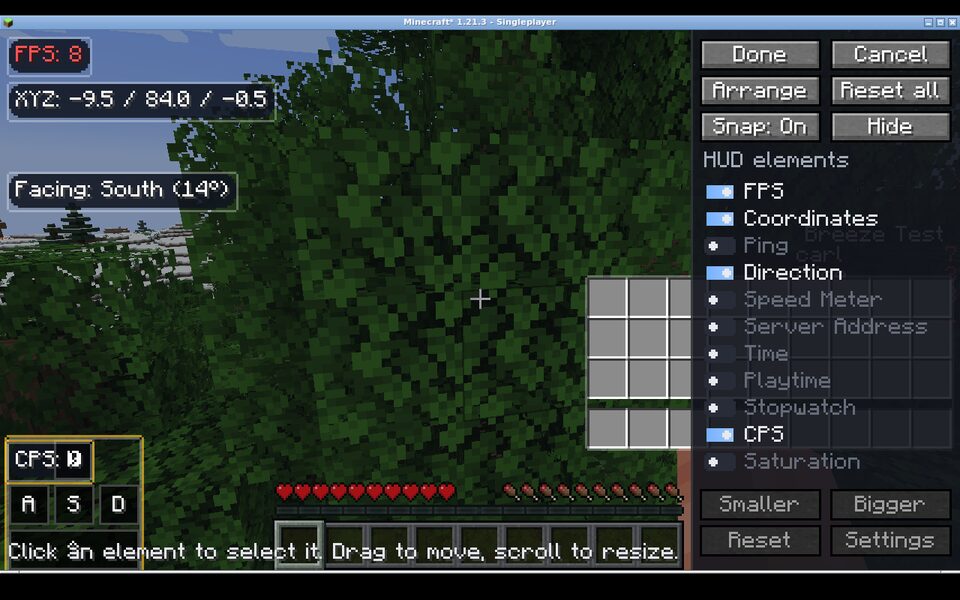 Minecraft* 1.21.3 - Singleplayer
FPS: 8
XYZ: -9.5 / 84.0 / -0.5
Facing: South (14°)
Done
Cancel
Arrange
Reset all
Snap: On
Hide
HUD elements
FPS
Coordinates
Breeze Test
Ping
carl
Direction
Speed Meter
Server Address
Time
Playtime
Stopwatch
CPS
Saturation
CPS: 0
A S D
Click an element to select it. Drag to move, scroll to resize.
Smaller
Bigger
Reset
Settings